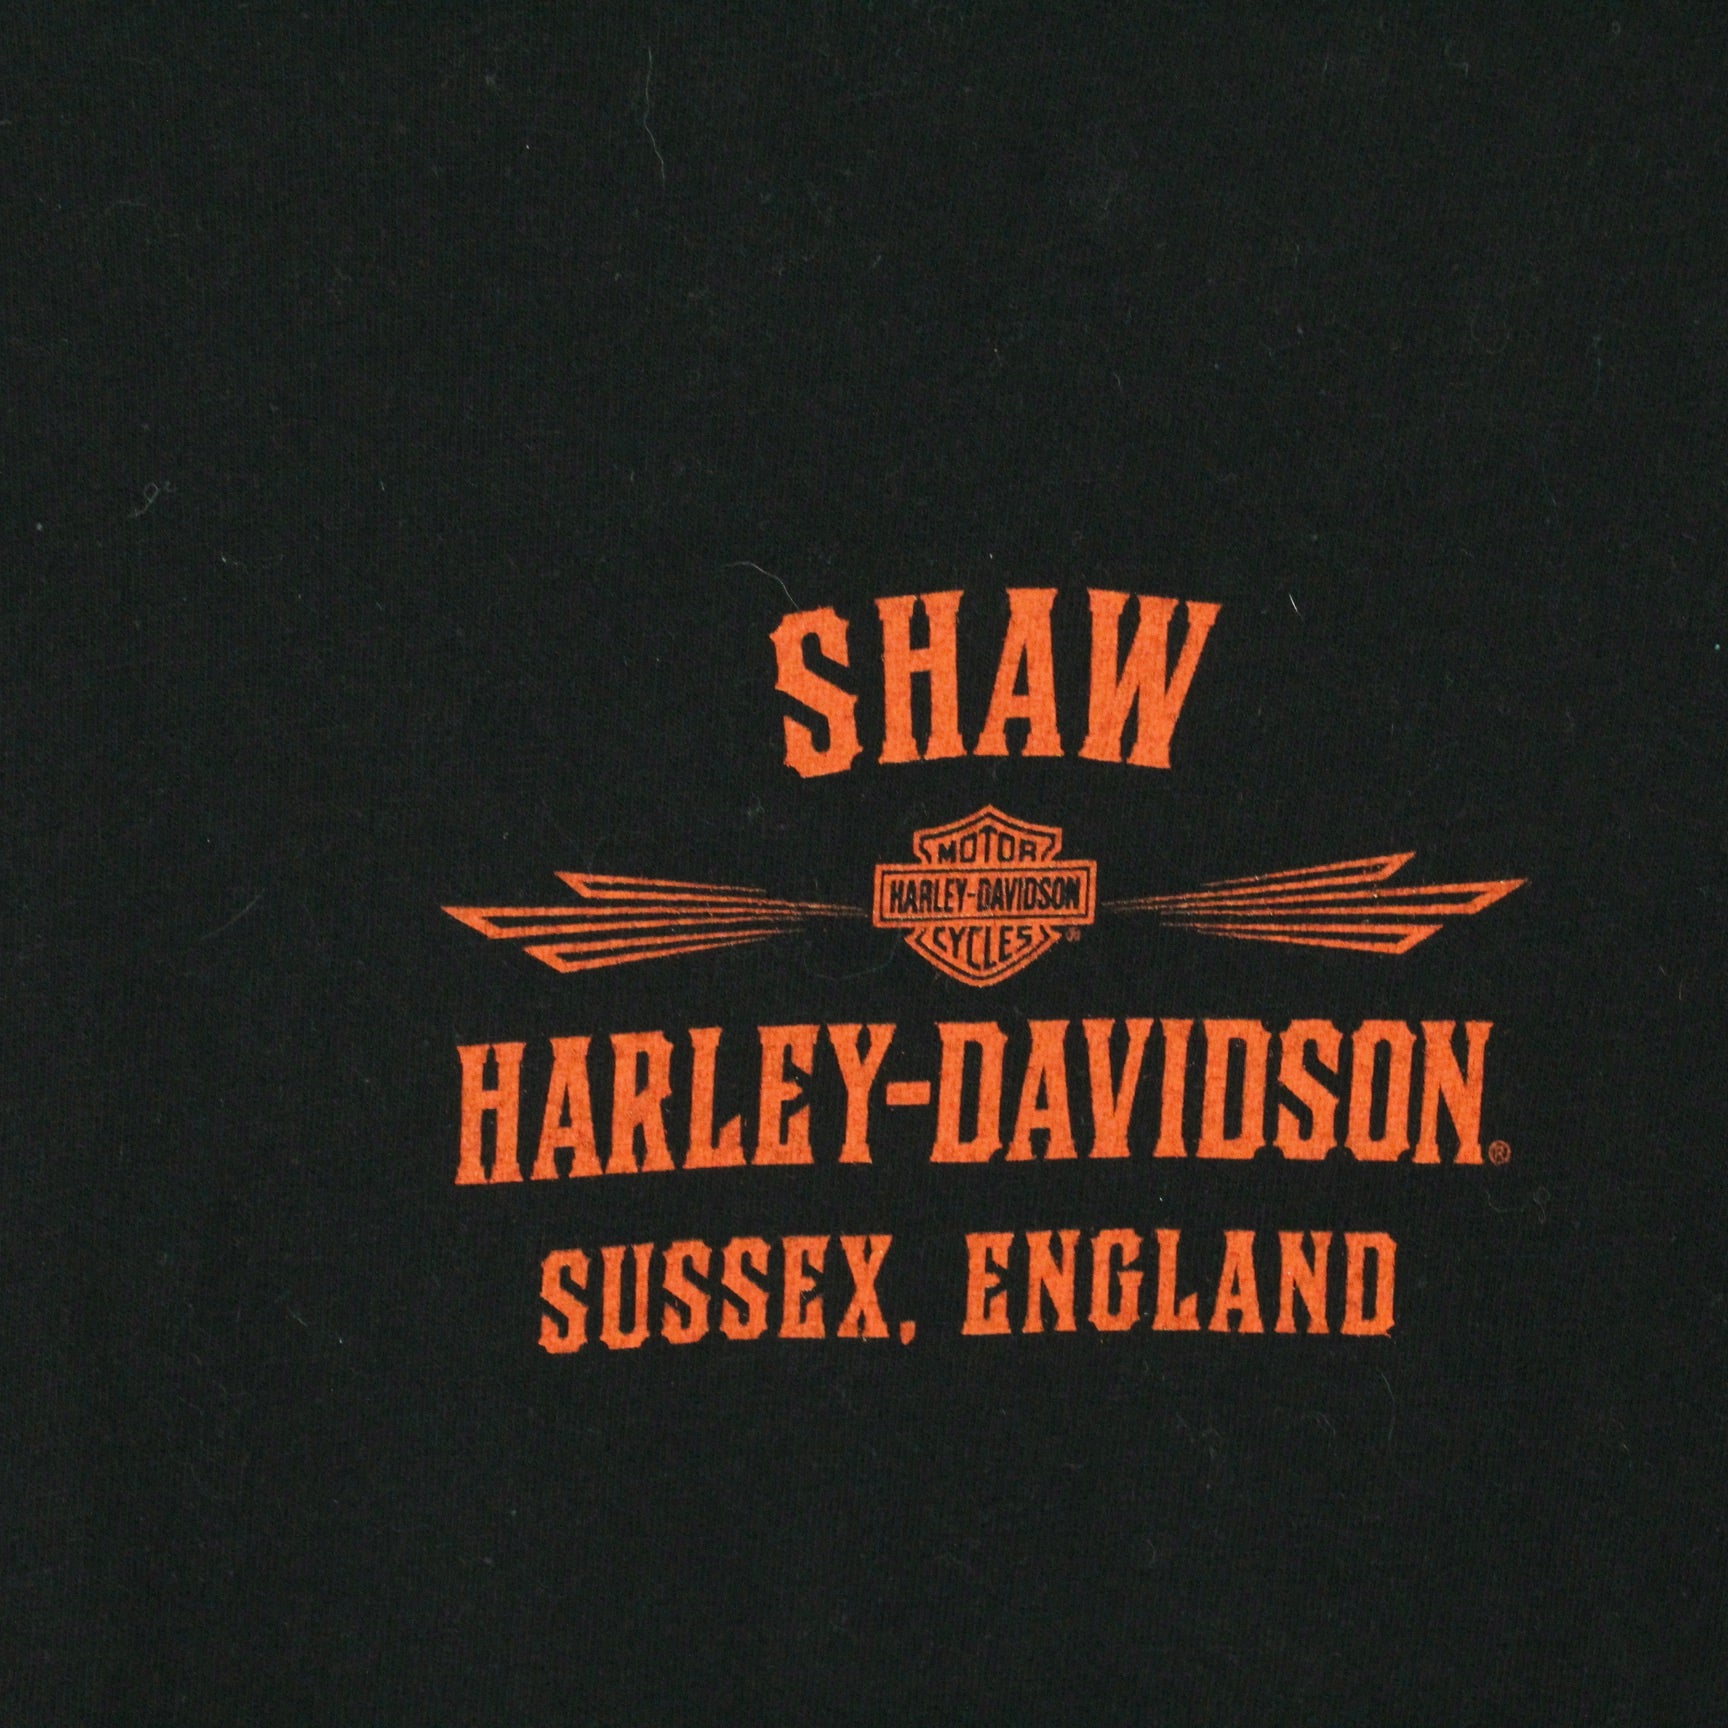 SHAW
MOTOR
HARLEY-DAVIDSON
CYCLES ®
HARLEY-DAVIDSON®
SUSSEX, ENGLAND